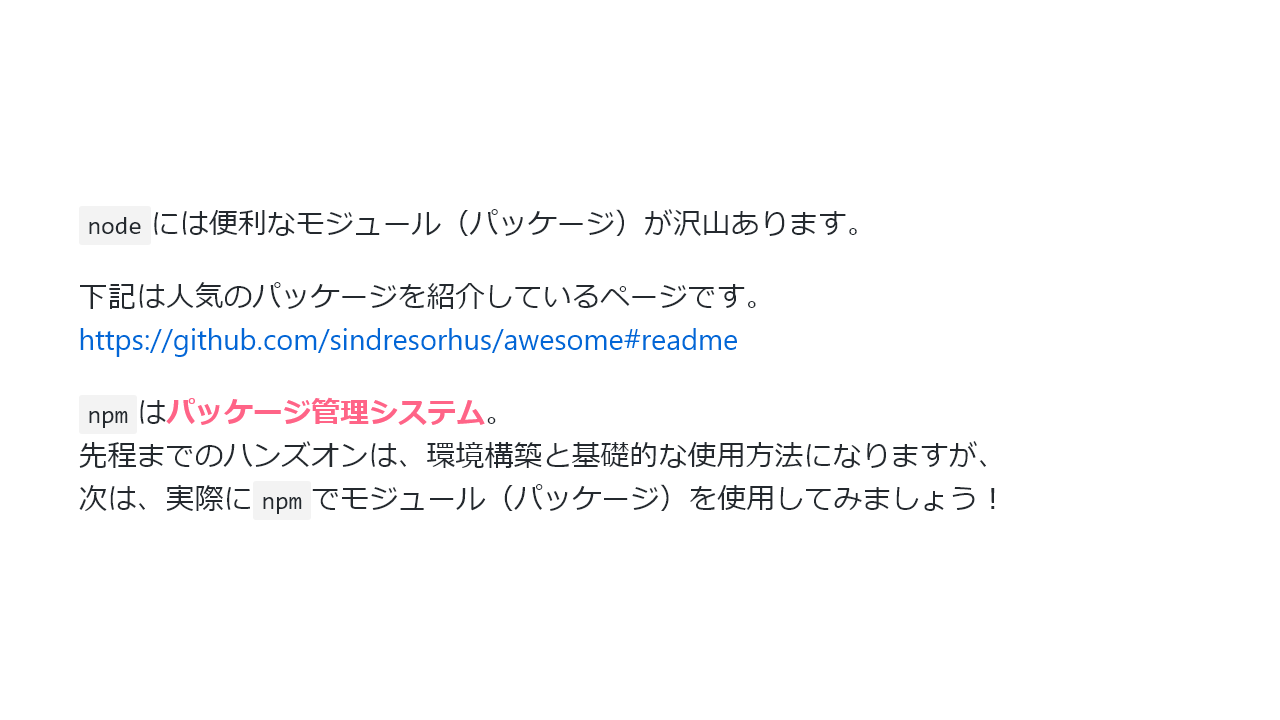 nodeには便利なモジュール（パッケージ）が沢山あります。
下記は人気のパッケージを紹介しているページです。
https://github.com/sindresorhus/awesome#readme
npmはパッケージ管理システム。
先程までのハンズオンは、環境構築と基礎的な使用方法になりますが、
次は、実際にnpmでモジュール（パッケージ）を使用してみましょう！